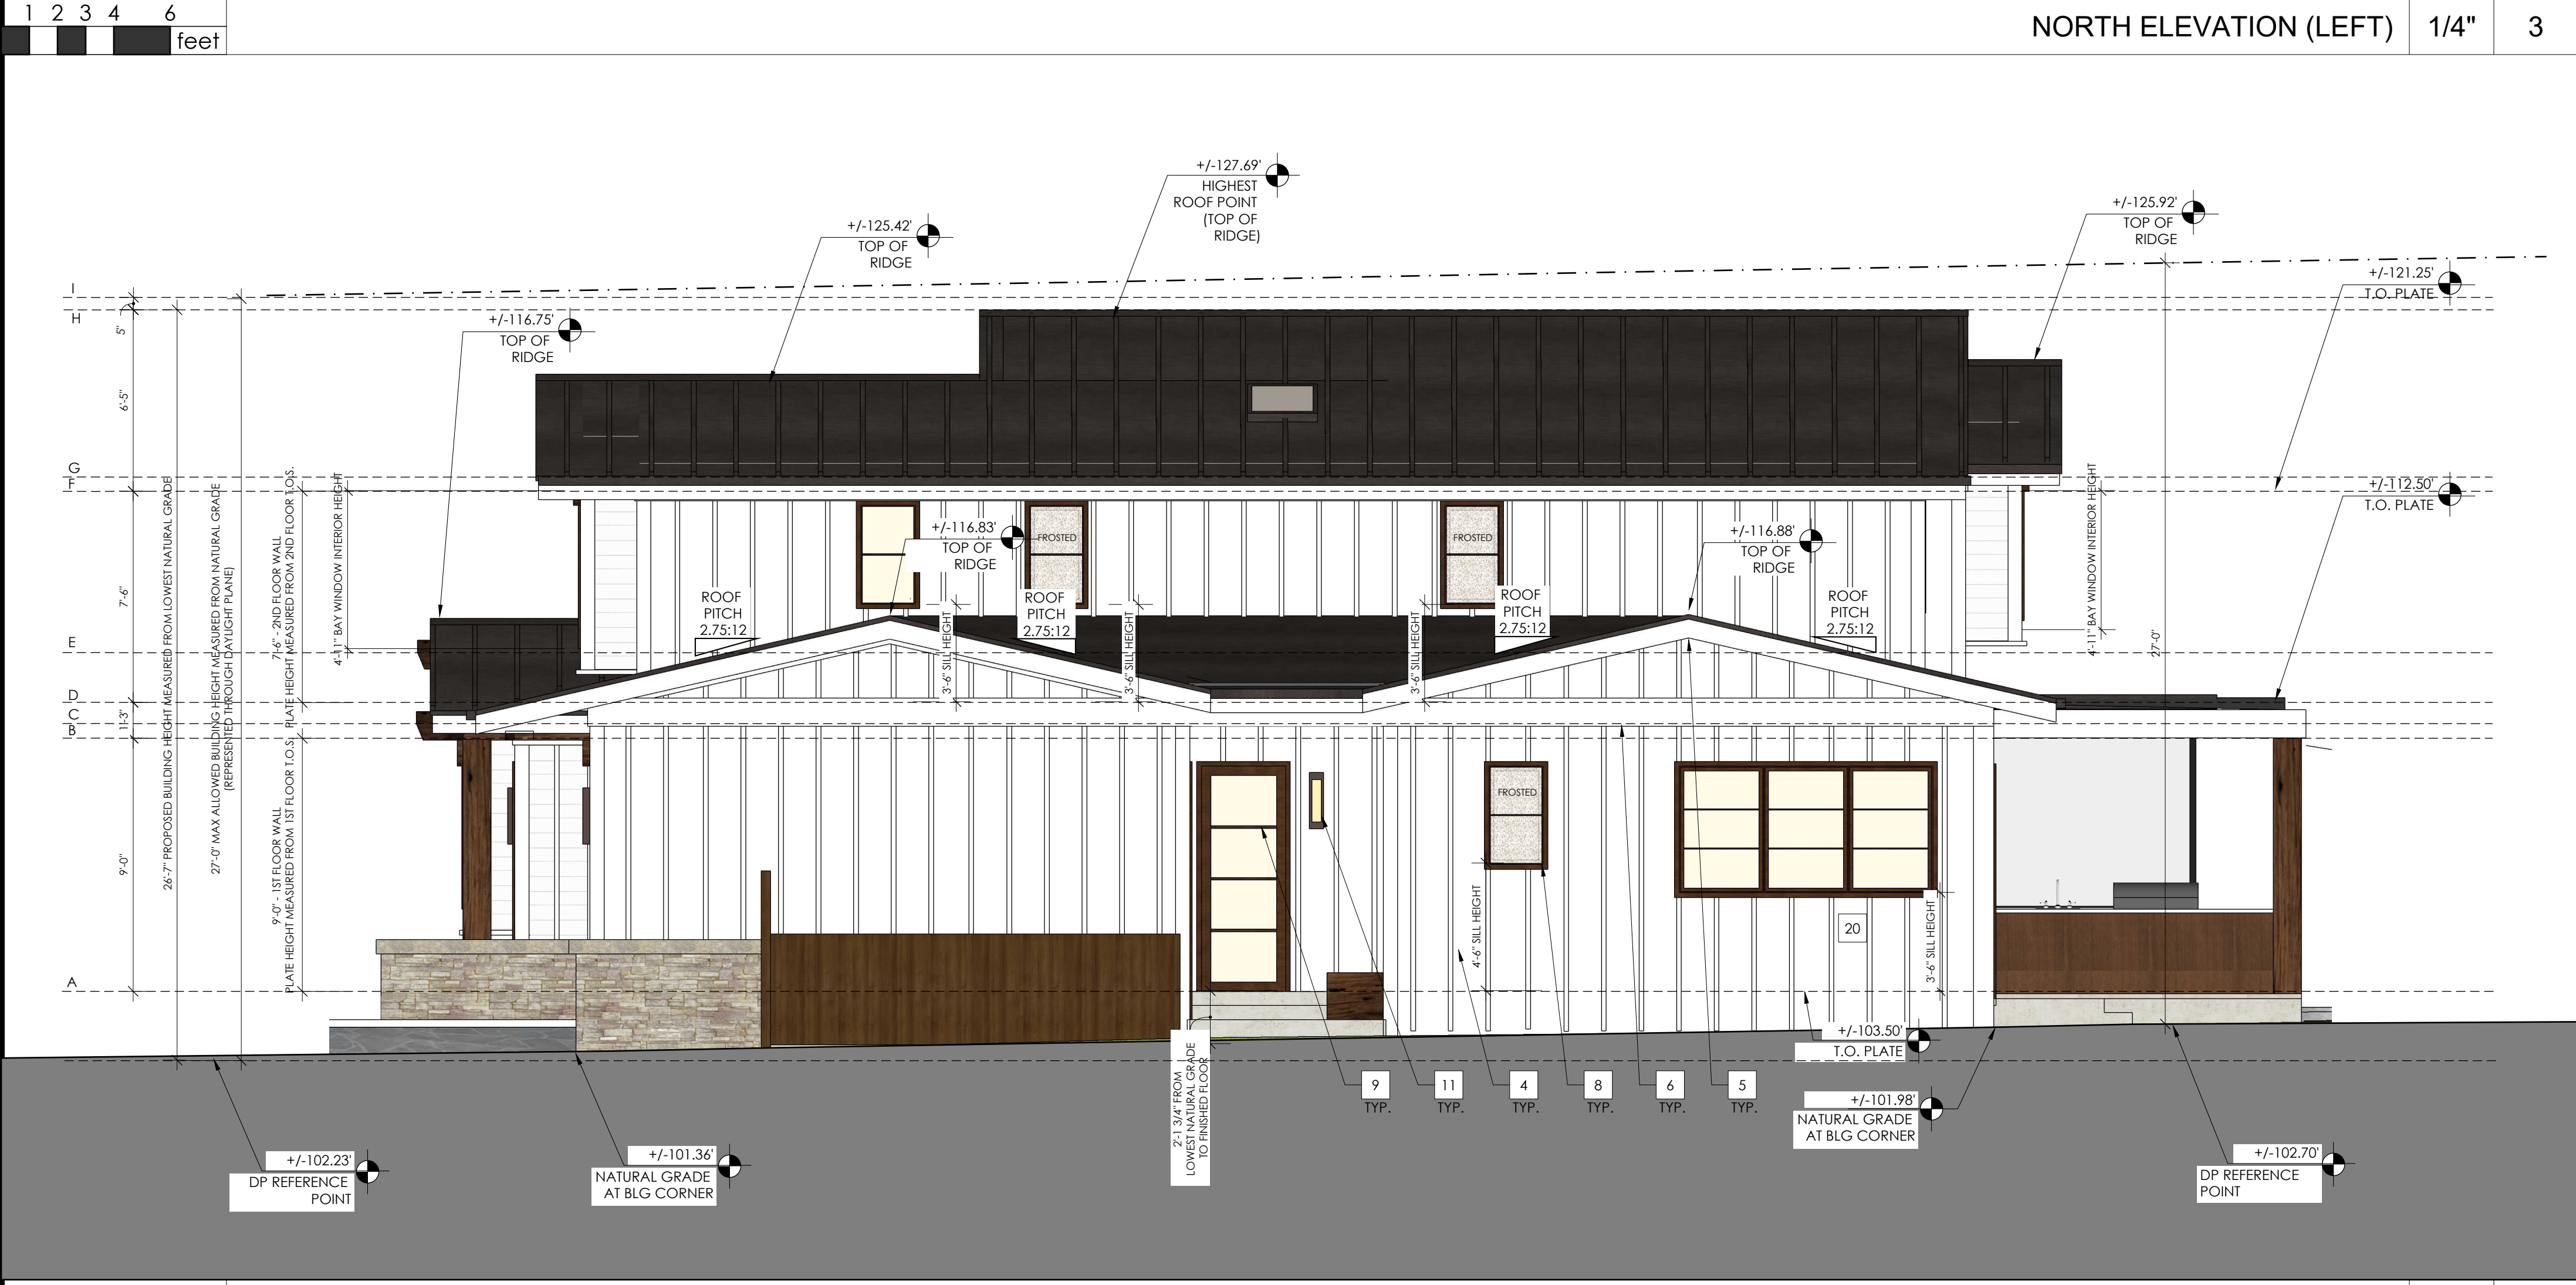 1 2 3 4 6
feet
NORTH ELEVATION (LEFT) 1/4" 3
+/-127.69'
HIGHEST
ROOF POINT
(TOP OF
RIDGE)
+/-125.42'
TOP OF
RIDGE
+/-125.92'
TOP OF
RIDGE
+/-121.25'
T.O. PLATE
+/-116.75'
TOP OF
RIDGE
+/-112.50'
T.O. PLATE
I
H
G
F
E
D
C
B
A
5"
6'-5"
7'-6"
1'-3"
9'-0"
26'-7" PROPOSED BUILDING HEIGHT MEASURED FROM LOWEST NATURAL GRADE
27'-0" MAX ALLOWED BUILDING HEIGHT MEASURED FROM NATURAL GRADE
(REPRESENTED THROUGH DAYLIGHT PLANE)
7'-6" - 2ND FLOOR WALL
PLATE HEIGHT MEASURED FROM 2ND FLOOR T.O.S.
9'-0" - 1ST FLOOR WALL
PLATE HEIGHT MEASURED FROM 1ST FLOOR T.O.S.
4'-11" BAY WINDOW INTERIOR HEIGHT
+/-116.83'
TOP OF
RIDGE
FROSTED
FROSTED
+/-116.88'
TOP OF
RIDGE
ROOF
PITCH
2.75:12
ROOF
PITCH
2.75:12
ROOF
PITCH
2.75:12
ROOF
PITCH
2.75:12
3'-6" SILL HEIGHT
3'-6" SILL HEIGHT
3'-6" SILL HEIGHT
4'-11" BAY WINDOW INTERIOR HEIGHT
27'-0"
FROSTED
4'-6" SILL HEIGHT
20
3'-6" SILL HEIGHT
+/-103.50'
T.O. PLATE
2'-1 3/4" FROM
LOWEST NATURAL GRADE
TO FINISHED FLOOR
9
TYP.
11
TYP.
4
TYP.
8
TYP.
6
TYP.
5
TYP.
+/-101.98'
NATURAL GRADE
AT BLG CORNER
+/-102.23'
DP REFERENCE
POINT
+/-101.36'
NATURAL GRADE
AT BLG CORNER
+/-102.70'
DP REFERENCE
POINT